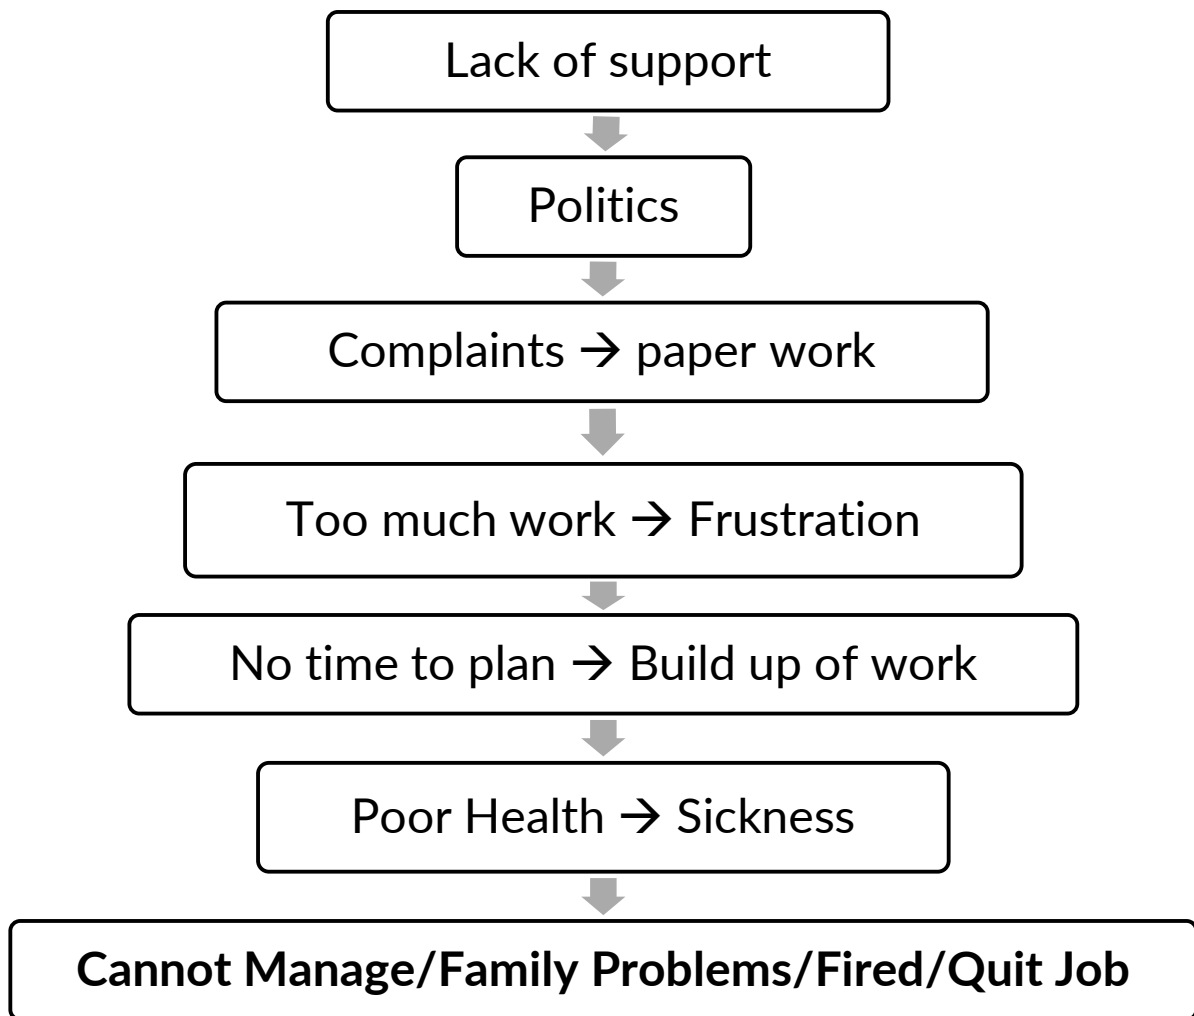 Lack of support
Politics
Complaints → paper work
Too much work → Frustration
No time to plan → Build up of work
Poor Health → Sickness
Cannot Manage/Family Problems/Fired/Quit Job